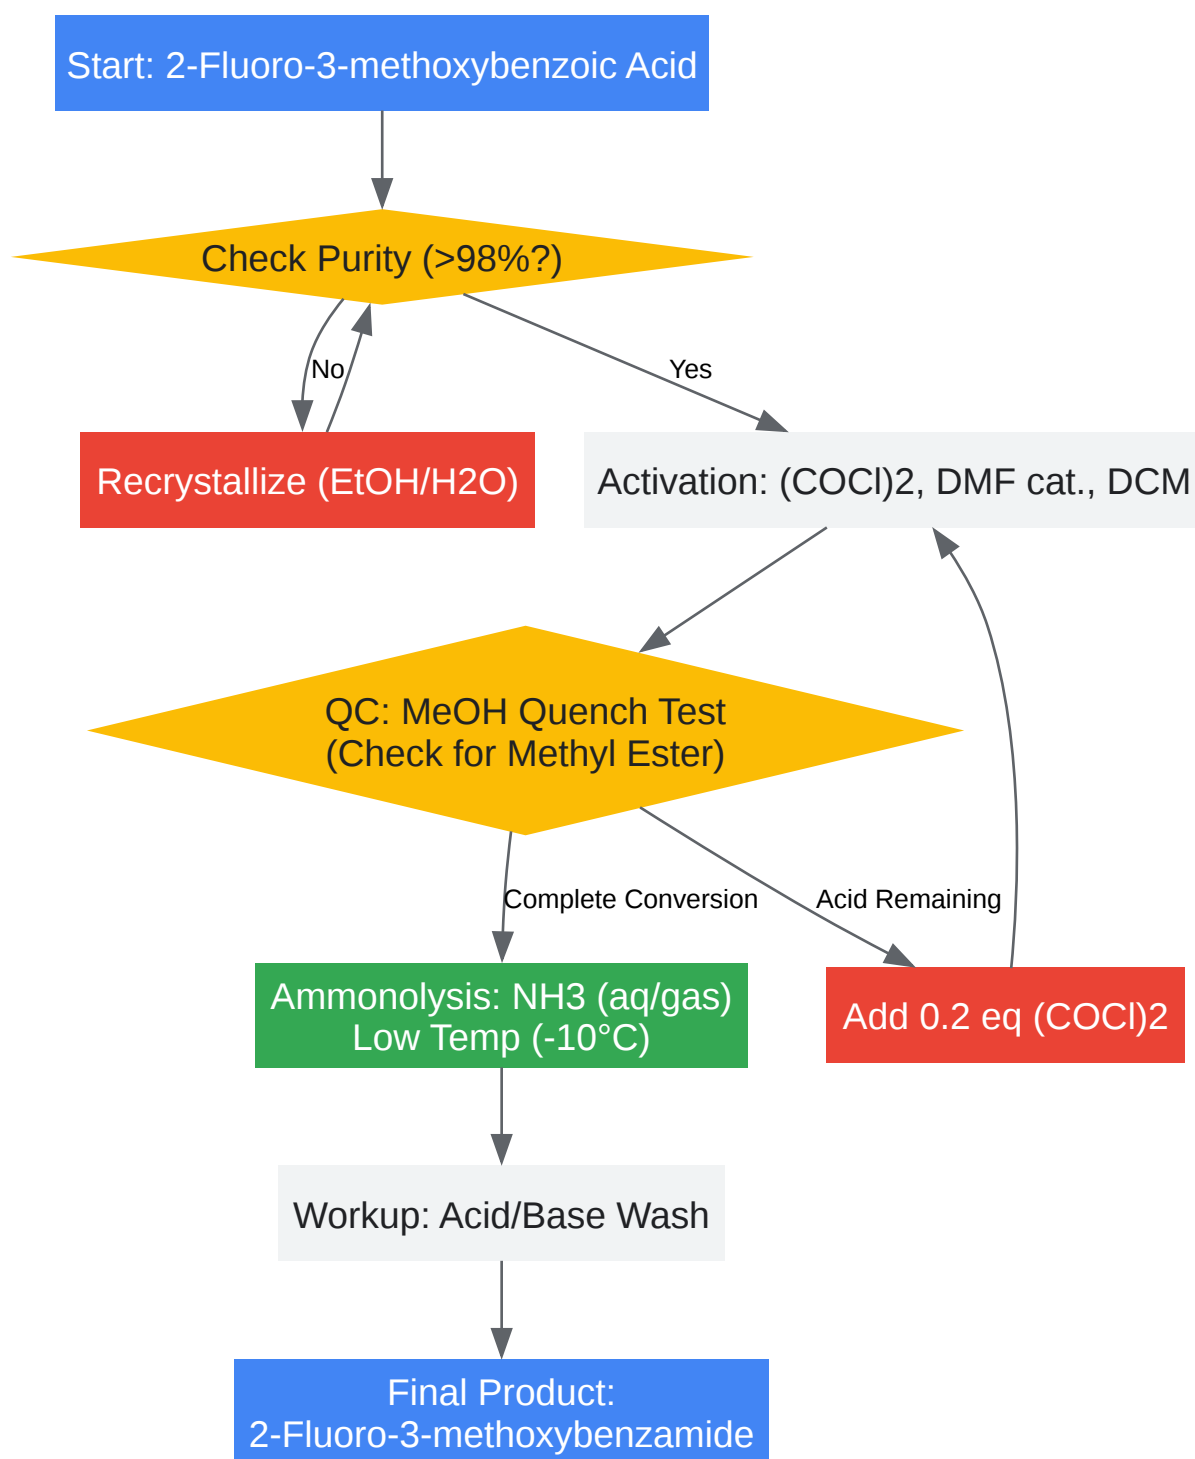 Start: 2-Fluoro-3-methoxybenzoic Acid
Check Purity (>98%?)
No
Yes
Recrystallize (EtOH/H2O)
Activation: (COCl)2, DMF cat., DCM
QC: MeOH Quench Test
(Check for Methyl Ester)
Complete Conversion
Acid Remaining
Ammonolysis: NH3 (aq/gas)
Low Temp (-10°C)
Add 0.2 eq (COCl)2
Workup: Acid/Base Wash
Final Product:
2-Fluoro-3-methoxybenzamide